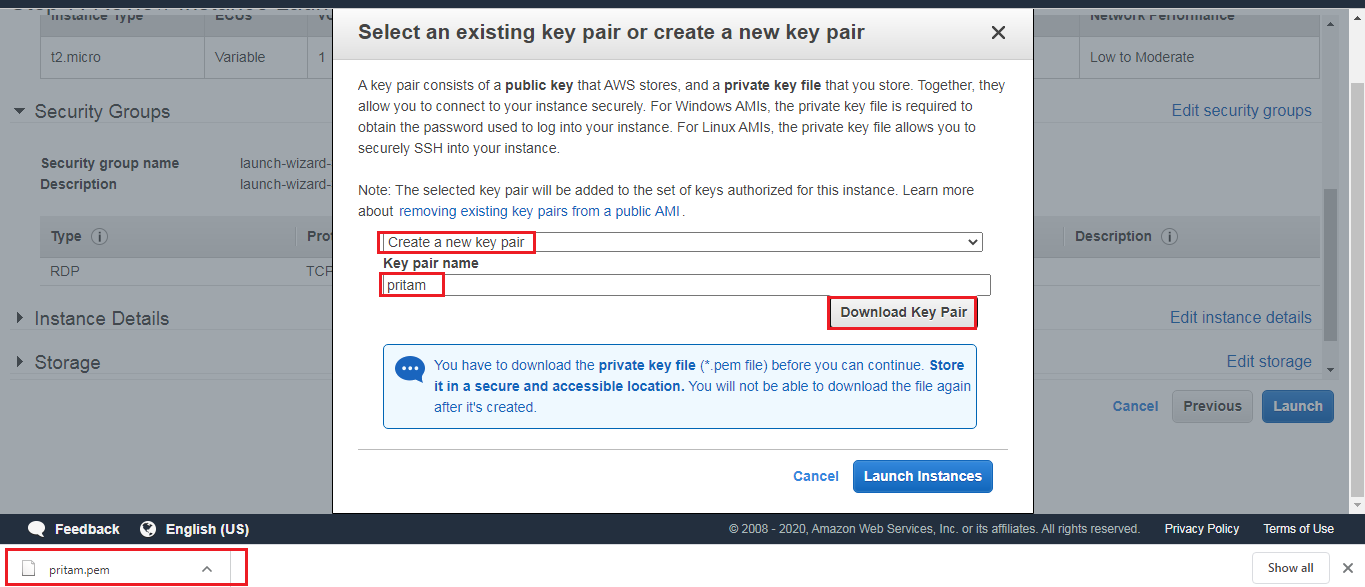 Instance Type ECUs Network Performance
t2.micro Variable 1 Low to Moderate
Security Groups Edit security groups
Security group name launch-wizard-
Description launch-wizard-
Type Description
RDP TCP
Instance Details Edit instance details
Storage Edit storage
Cancel Previous Launch
Select an existing key pair or create a new key pair
A key pair consists of a public key that AWS stores, and a private key file that you store. Together, they
allow you to connect to your instance securely. For Windows AMIs, the private key file is required to
obtain the password used to log into your instance. For Linux AMIs, the private key file allows you to
securely SSH into your instance.
Note: The selected key pair will be added to the set of keys authorized for this instance. Learn more
about removing existing key pairs from a public AMI .
Create a new key pair
Key pair name
pritam
Download Key Pair
You have to download the private key file (*.pem file) before you can continue. Store
it in a secure and accessible location. You will not be able to download the file again
after it's created.
Cancel Launch Instances
Feedback English (US) © 2008 - 2020, Amazon Web Services, Inc. or its affiliates. All rights reserved. Privacy Policy Terms of Use
pritam.pem Show all